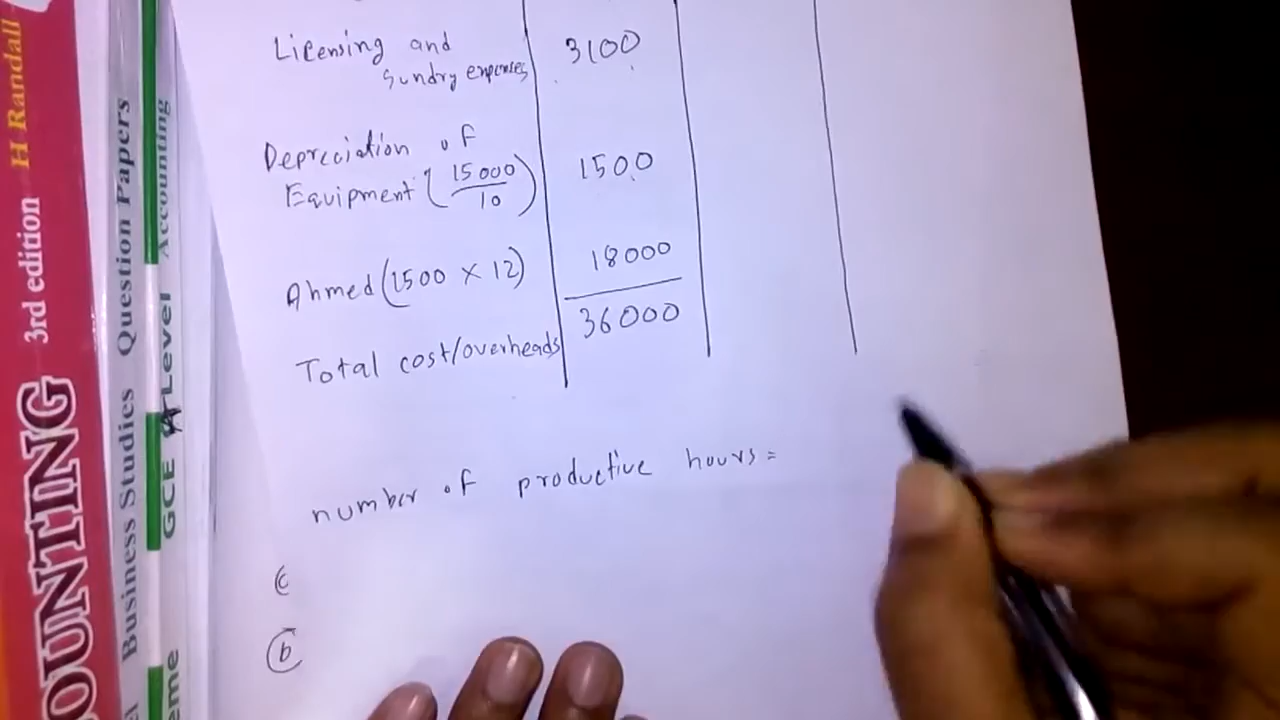 Licensing and
Sundry expenses 3100
Depreciation of
Equipment (15000/10) 1500
Ahmed (1500 × 12) 18000
Total cost/overheads 36000
number of productive hours =
(c
(b)
H Randall
3rd edition
OUNTING
Question Papers
Business Studies
Accounting
GCE A Level
eme